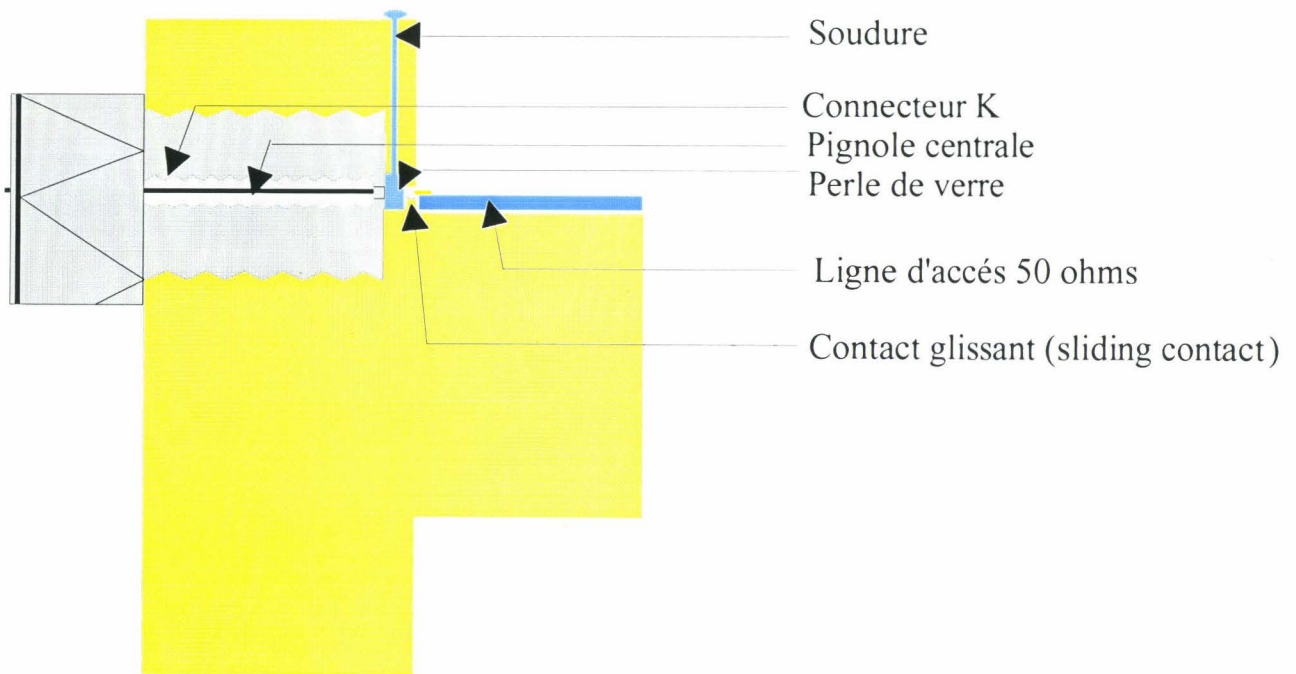 Soudure
Connecteur K
Pignole centrale
Perle de verre
Ligne d'accés 50 ohms
Contact glissant (sliding contact)